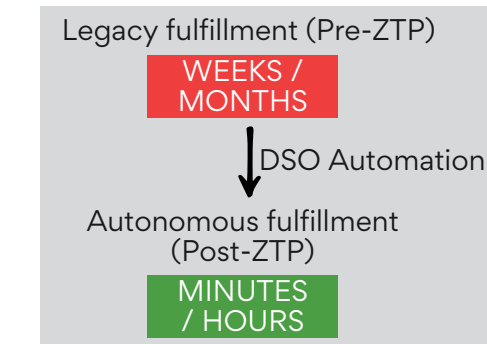 Legacy fulfillment (Pre-ZTP)
WEEKS /
MONTHS
DSO Automation
Autonomous fulfillment
(Post-ZTP)
MINUTES
/ HOURS